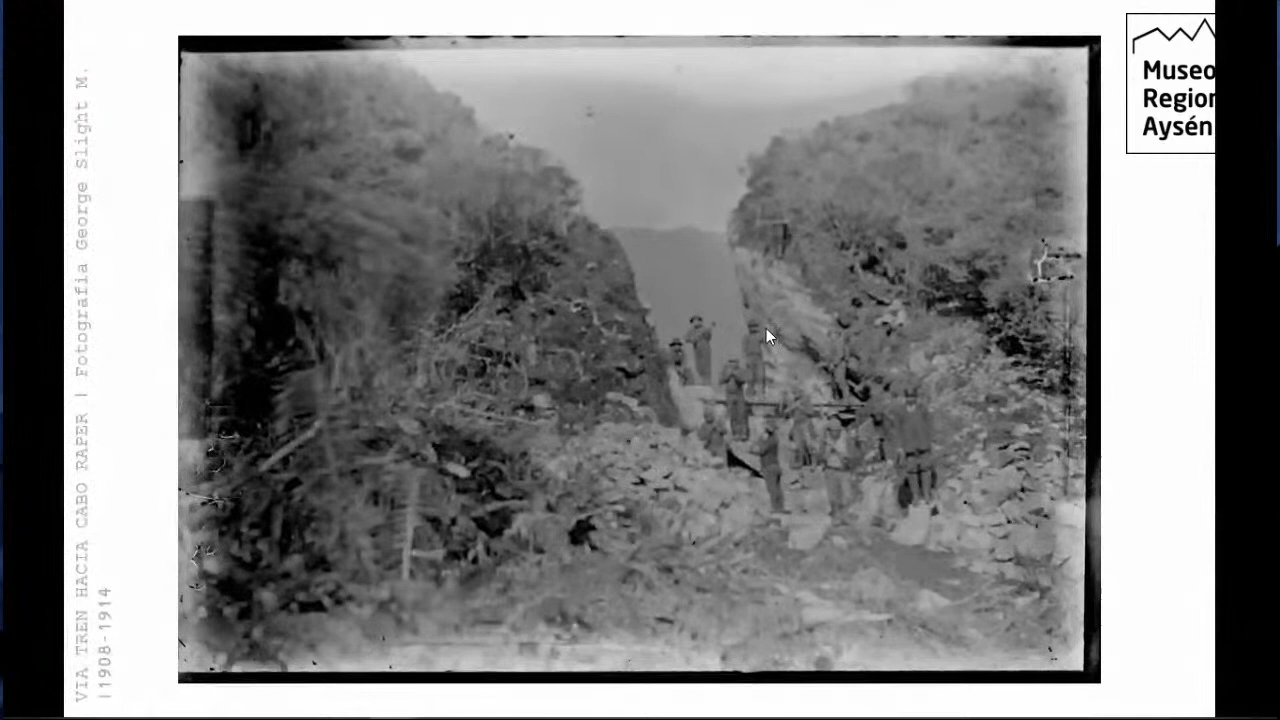 VIA TREN HACIA CABO RAPER | Fotografía George Slight M.
|1908-1914
Museo
Region
Aysén